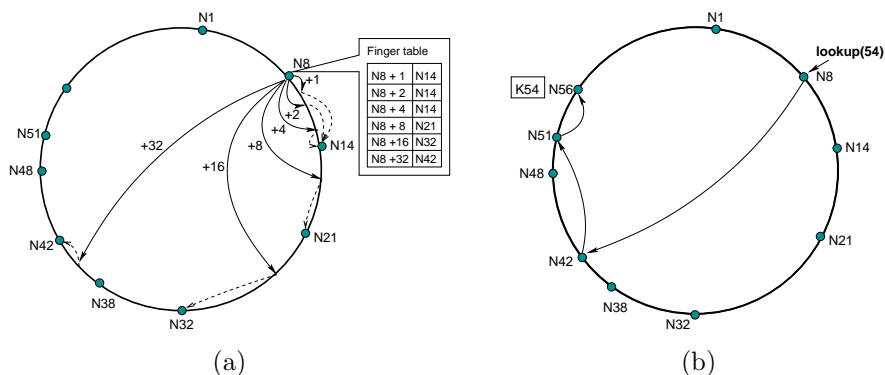 N1
N8
Finger table
N8 + 1 N14
N8 + 2 N14
N8 + 4 N14
N8 + 8 N21
N8 +16 N32
N8 +32 N42
+1
+2
+4
+8
+16
+32
N14
N21
N32
N38
N42
N48
N51
(a)
N1
lookup(54)
N8
K54 N56
N51
N48
N14
N21
N42
N38
N32
(b)